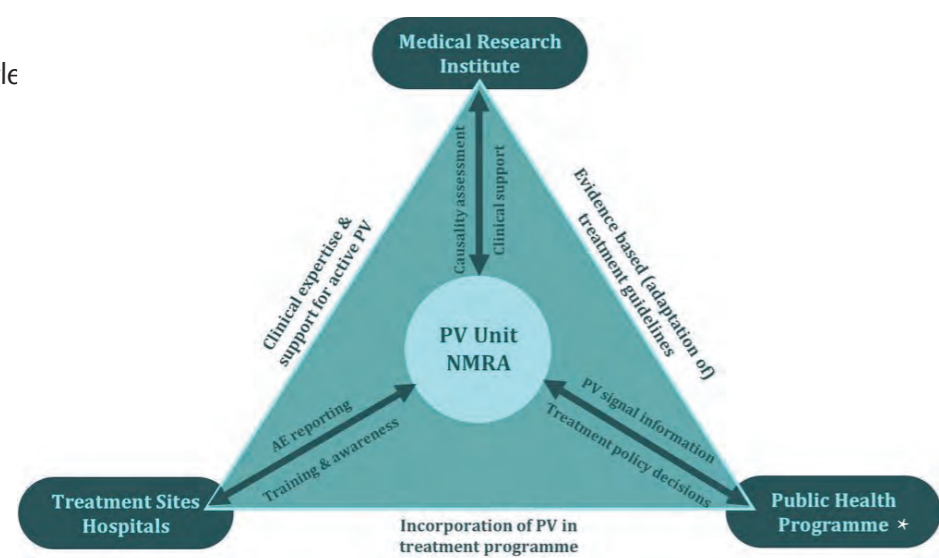 Medical Research
Institute
Causality assessment
Clinical support
Clinical expertise &
support for active PV
Evidence based (adaptation of)
treatment guidelines
PV Unit
NMRA
AE reporting
Training & awareness
PV signal information
Treatment policy decisions
Treatment Sites
Hospitals
Incorporation of PV in
treatment programme
Public Health
Programme *